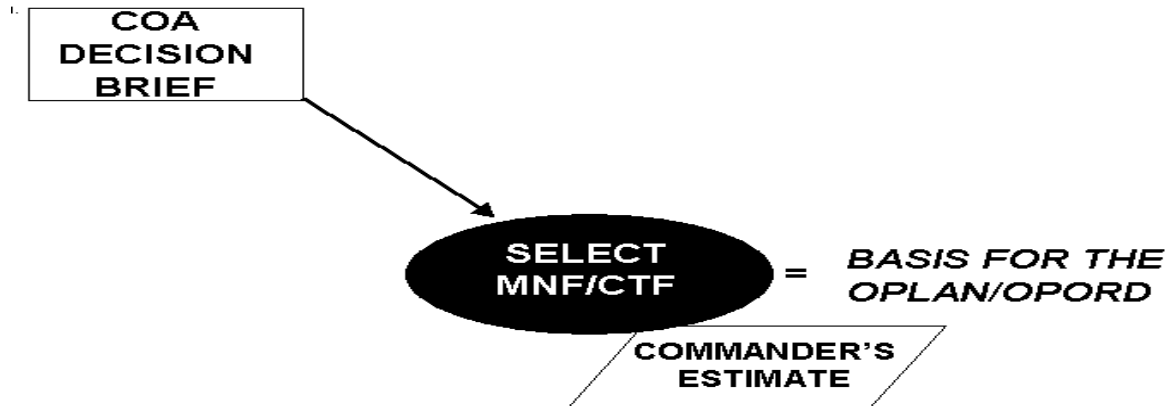 COA
DECISION
BRIEF
SELECT
MNF/CTF
= BASIS FOR THE
OPLAN/OPORD
COMMANDER'S
ESTIMATE